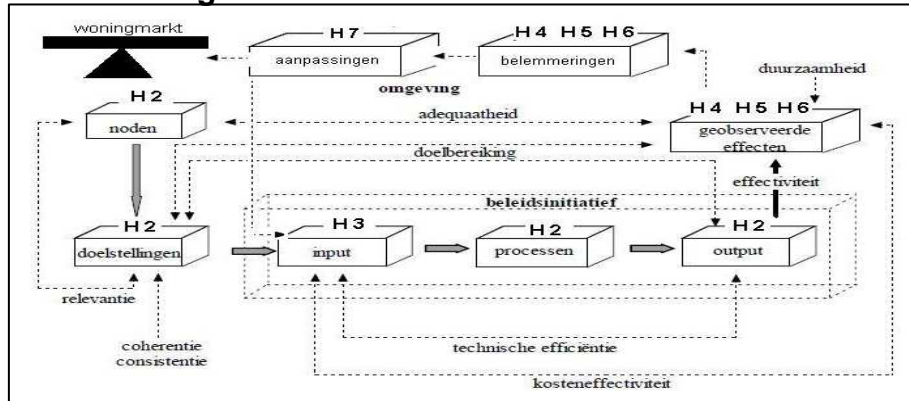 woningmarkt
H7
aanpassingen
H4 H5 H6
belemmeringen
omgeving
duurzaamheid
H2
noden
adequaatheid
H4 H5 H6
geobserveerde
effecten
doelbereiking
effectiviteit
beleidsinitiatief
H2
doelstellingen
H3
input
H2
processen
H2
output
relevantie
coherentie
consistentie
technische efficiëntie
kosteneffectiviteit